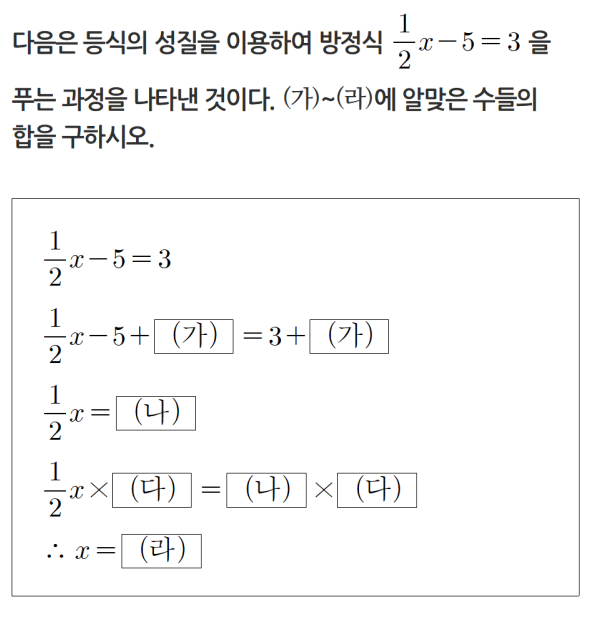 다음은 등식의 성질을 이용하여 방정식 \frac{1}{2}x-5=3 을
푸는 과정을 나타낸 것이다. (가)~(라)에 알맞은 수들의
합을 구하시오.
\frac{1}{2}x-5=3
\frac{1}{2}x-5+(가)=3+(가)
\frac{1}{2}x=(나)
\frac{1}{2}x×(다)=(나)×(다)
∴ x=(라)